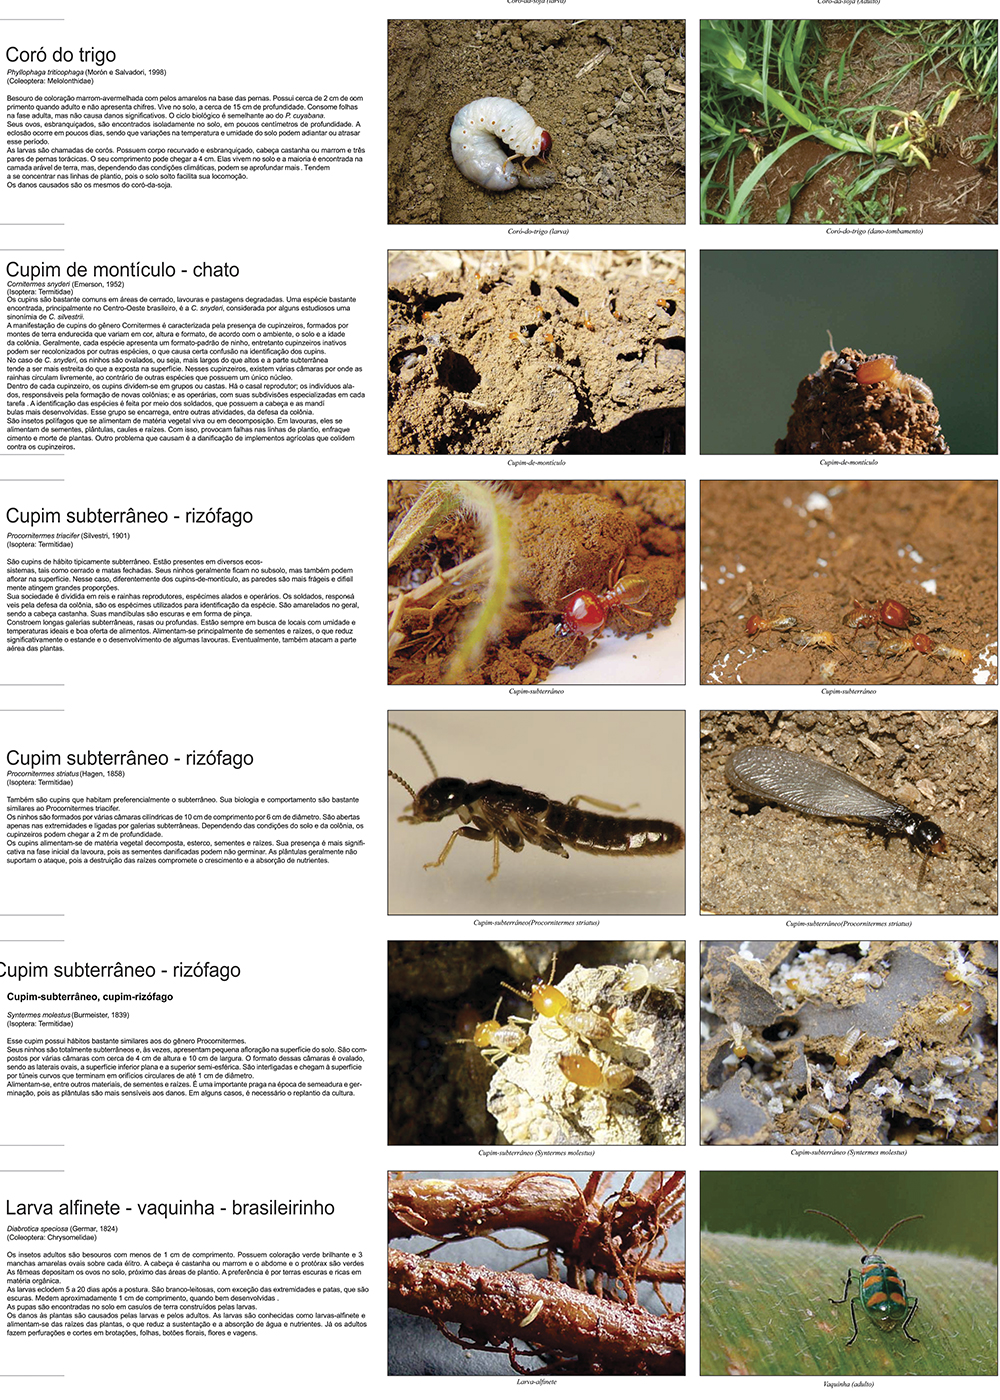 Coró-da-soja (larva)
Coró-da-soja (Adulto)
Coró do trigo
Phyllophaga triticophaga (Morón e Salvadori, 1998)
(Coleoptera: Melolonthidae)
Besouro de coloração marrom-avermelhada com pelos amarelos na base das pernas. Possui cerca de 2 cm de com
primento quando adulto e não apresenta chifres. Vive no solo, a cerca de 15 cm de profundidade. Consome folhas
na fase adulta, mas não causa danos significativos. O ciclo biológico é semelhante ao do P. cuyabana.
Seus ovos, esbranquiçados, são encontrados isoladamente no solo, em poucos centímetros de profundidade. A
eclosão ocorre em poucos dias, sendo que variações na temperatura e umidade do solo podem adiantar ou atrasar
esse período.
As larvas são chamadas de corós. Possuem corpo recurvado e esbranquiçado, cabeça castanha ou marrom e três
pares de pernas torácicas. O seu comprimento pode chegar a 4 cm. Elas vivem no solo e a maioria é encontrada na
camada arável de terra, mas, dependendo das condições climáticas, podem se aprofundar mais . Tendem
a se concentrar nas linhas de plantio, pois o solo solto facilita sua locomoção.
Os danos causados são os mesmos do coró-da-soja.
Coró-do-trigo (larva)
Coró-do-trigo (dano-tombamento)
Cupim de montículo - chato
Cornitermes snyderi (Emerson, 1952)
(Isoptera: Termitidae)
Os cupins são bastante comuns em áreas de cerrado, lavouras e pastagens degradadas. Uma espécie bastante
encontrada, principalmente no Centro-Oeste brasileiro, é a C. snyderi, considerada por alguns estudiosos uma
sinonímia de C. silvestrii.
A manifestação de cupins do gênero Cornitermes é caracterizada pela presença de cupinzeiros, formados por
montes de terra endurecida que variam em cor, altura e formato, de acordo com o ambiente, o solo e a idade
da colônia. Geralmente, cada espécie apresenta um formato-padrão de ninho, entretanto cupinzeiros inativos
podem ser recolonizados por outras espécies, o que causa certa confusão na identificação dos cupins.
No caso de C. snyderi, os ninhos são ovalados, ou seja, mais largos do que altos e a parte subterrânea
tende a ser mais estreita do que a exposta na superfície. Nesses cupinzeiros, existem várias câmaras por onde as
rainhas circulam livremente, ao contrário de outras espécies que possuem um único núcleo.
Dentro de cada cupinzeiro, os cupins dividem-se em grupos ou castas. Há o casal reprodutor; os indivíduos ala-
dos, responsáveis pela formação de novas colônias; e as operárias, com suas subdivisões especializadas em cada
tarefa . A identificação das espécies é feita por meio dos soldados, que possuem a cabeça e as mandí
bulas mais desenvolvidas. Esse grupo se encarrega, entre outras atividades, da defesa da colônia.
São insetos polífagos que se alimentam de matéria vegetal viva ou em decomposição. Em lavouras, eles se
alimentam de sementes, plântulas, caules e raízes. Com isso, provocam falhas nas linhas de plantio, enfraque
cimento e morte de plantas. Outro problema que causam é a danificação de implementos agrícolas que colidem
contra os cupinzeiros.
Cupim-de-montículo
Cupim-de-montículo
Cupim subterrâneo - rizófago
Procornitermes triacifer (Silvestri, 1901)
(Isoptera: Termitidae)
São cupins de hábito tipicamente subterrâneo. Estão presentes em diversos ecos-
sistemas, tais como cerrado e matas fechadas. Seus ninhos geralmente ficam no subsolo, mas também podem
aflorar na superfície. Nesse caso, diferentemente dos cupins-de-montículo, as paredes são mais frágeis e difiell
mente atingem grandes proporções.
Sua sociedade é dividida em reis e rainhas reprodutores, espécimes alados e operários. Os soldados, responeá
veis pela defesa da colônia, são os espécimes utilizados para identificação da espécie. São amarelados no geral,
sendo a cabeça castanha. Suas mandíbulas são escuras e em forma de pinça.
Constroem longas galerias subterrâneas, rasas ou profundas. Estão sempre em busca de locais com umidade e
temperaturas ideais e boa oferta de alimentos. Alimentam-se principalmente de sementes e raízes, o que reduz
significativamente o estande e o desenvolvimento de algumas lavouras. Eventualmente, também atacam a parte
aérea das plantas.
Cupim-subterrâneo
Cupim-subterrâneo
Cupim subterrâneo - rizófago
Procornitermes striatus (Hagen, 1858)
(Isoptera: Termitidae)
Também são cupins que habitam preferencialmente o subterrâneo. Sua biologia e comportamento são bastante
similares ao Procornitermes triacifer.
Os ninhos são formados por várias câmaras cilíndricas de 10 cm de comprimento por 6 cm de diâmetro. São abertas
apenas nas extremidades e ligadas por galerias subterrâneas. Dependendo das condições do solo e da colônia, os
cupinzeiros podem chegar a 2 m de profundidade.
Os cupins alimentam-se de matéria vegetal decomposta, esterco, sementes e raízes. Sua presença é mais signifi-
cativa na fase inicial da lavoura, pois as sementes danificadas podem não germinar. As plântulas geralmente não
suportam o ataque, pois a destruição das raízes compromete o crescimento e a absorção de nutrientes.
Cupim-subterrâneo(Procornitermes striatus)
Cupim-subterrâneo(Procornitermes striatus)
Cupim subterrâneo - rizófago
Cupim-subterrâneo, cupim-rizófago
Syntermes molestus (Burmeister, 1839)
(Isoptera: Termitidae)
Esse cupim possui hábitos bastante similares aos do gênero Procornitermes.
Seus ninhos são totalmente subterrâneos e, às vezes, apresentam pequena afloração na superfície do solo. São com-
postos por várias câmaras com cerca de 4 cm de altura e 10 cm de largura. O formato dessas câmaras é ovalado,
sendo as laterais ovais, a superfície inferior plana e a superior semi-esférica. São interligadas e chegam à superfície
por túneis curvos que terminam em orifícios circulares de até 1 cm de diâmetro.
Alimentam-se, entre outros materiais, de sementes e raízes. É uma importante praga na época de semeadura e ger-
minação, pois as plântulas são mais sensíveis aos danos. Em alguns casos, é necessário o replantio da cultura.
Cupim-subterrâneo (Syntermes molestus)
Cupim-subterrâneo (Syntermes molestus)
Larva alfinete - vaquinha - brasileirinho
Diabrotica speciosa (Germar, 1824)
(Coleoptera: Chrysomelidae)
Os insetos adultos são besouros com menos de 1 cm de comprimento. Possuem coloração verde brilhante e 3
manchas amarelas ovais sobre cada élitro. A cabeça é castanha ou marrom e o abdome e o protórax são verdes
As fêmeas depositam os ovos no solo, próximo das áreas de plantio. A preferência é por terras escuras e ricas em
matéria orgânica.
As larvas eclodem 5 a 20 dias após a postura. São branco-leitosas, com exceção das extremidades e patas, que são
escuras. Medem aproximadamente 1 cm de comprimento, quando bem desenvolvidas .
As pupas são encontradas no solo em casulos de terra construídos pelas larvas.
Os danos às plantas são causados pelas larvas e pelos adultos. As larvas são conhecidas como larvas-alfinete e
alimentam-se das raízes das plantas, o que reduz a sustentação e a absorção de água e nutrientes. Já os adultos
fazem perfurações e cortes em brotações, folhas, botões florais, flores e vagens.
Larva-alfinete
Vaquinha (adulto)